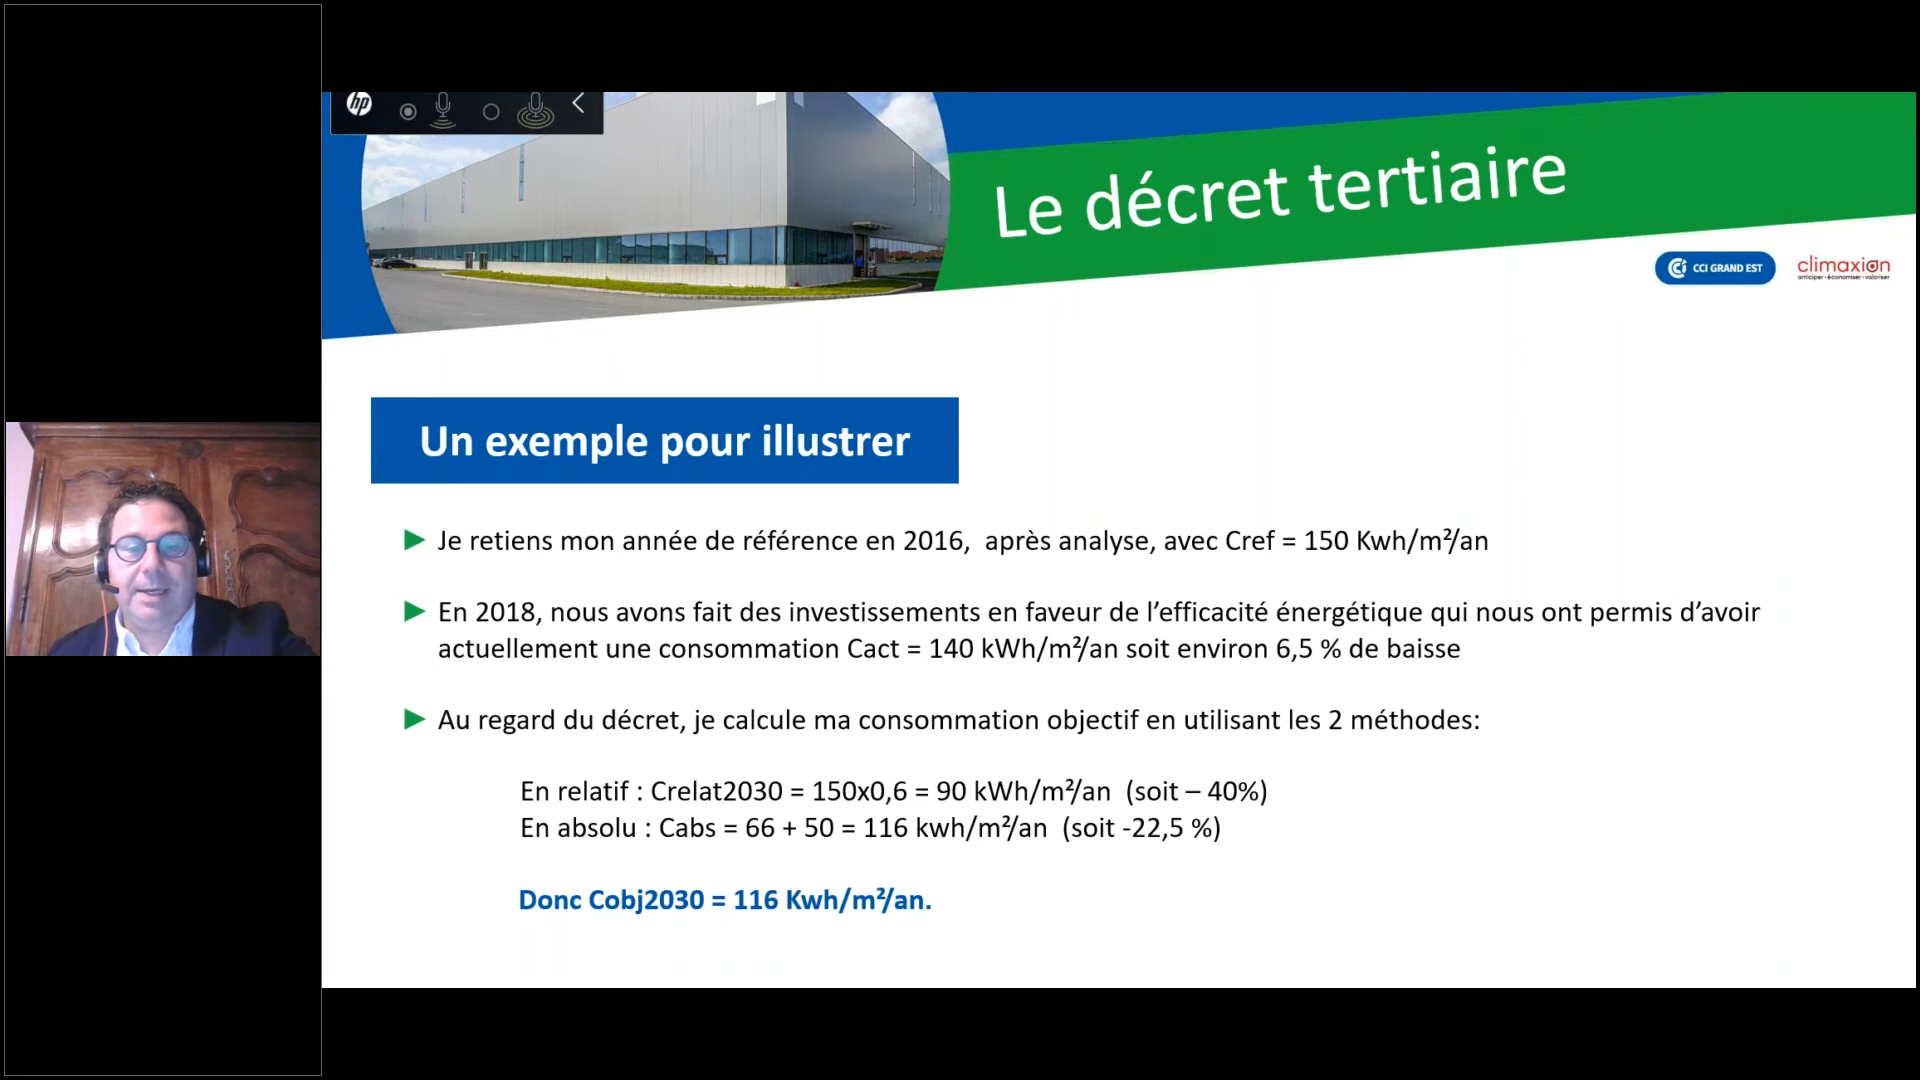 hp
Le décret tertiaire
CCI GRAND EST
climaxion
anticiper • économiser • valoriser
Un exemple pour illustrer
Je retiens mon année de référence en 2016, après analyse, avec Cref = 150 Kwh/m²/an
En 2018, nous avons fait des investissements en faveur de l’efficacité énergétique qui nous ont permis d’avoir
actuellement une consommation Cact = 140 kWh/m²/an soit environ 6,5 % de baisse
Au regard du décret, je calcule ma consommation objectif en utilisant les 2 méthodes:
En relatif : Crelat2030 = 150x0,6 = 90 kWh/m²/an (soit – 40%)
En absolu : Cabs = 66 + 50 = 116 kwh/m²/an (soit -22,5 %)
Donc Cobj2030 = 116 Kwh/m²/an.